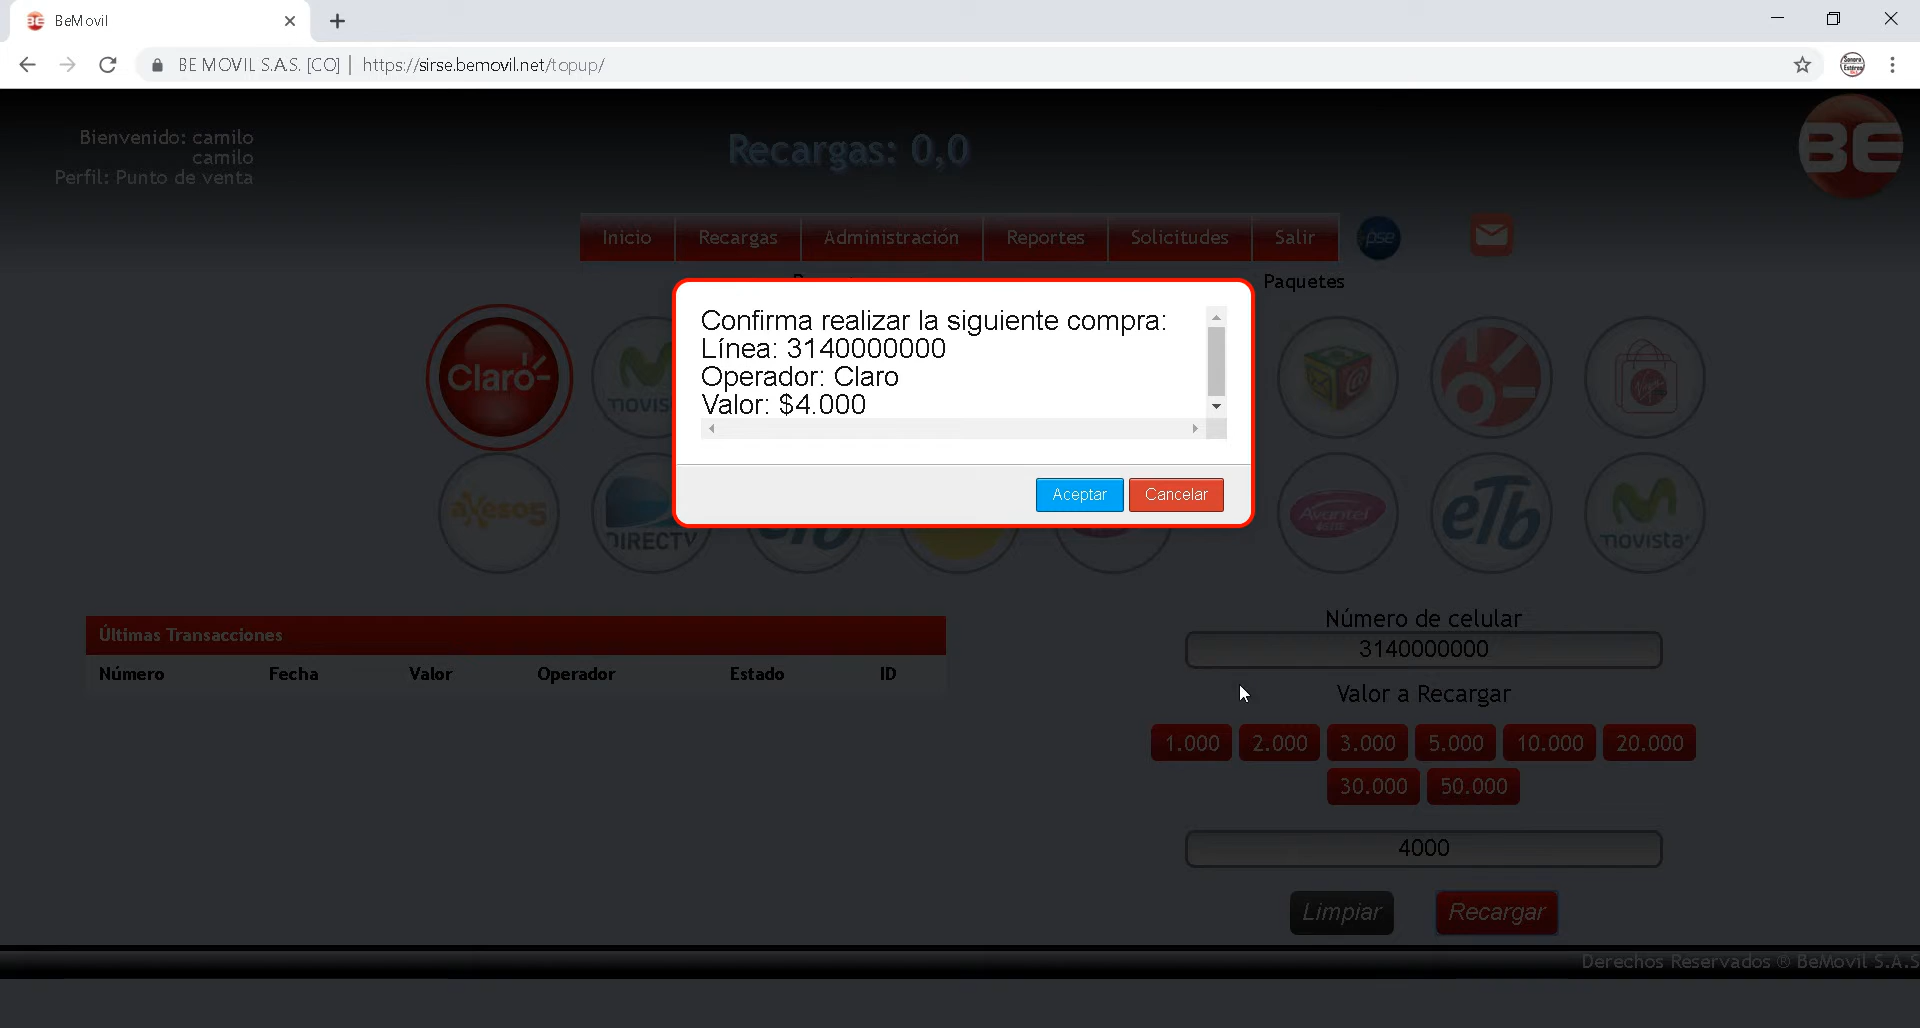 BeMovil
BE MOVIL S.A.S. [CO] | https://sirse.bemovil.net/topup/
Bienvenido: camilo
camilo
Perfil: Punto de venta
Recargas: 0,0
BE
Inicio Recargas Administración Reportes Solicitudes Salir pse
Paquetes
Confirma realizar la siguiente compra:
Línea: 3140000000
Operador: Claro
Valor: $4.000
Aceptar Cancelar
Claro
axeso5
DIRECTV
Avantel
eTb
movistar
Últimas Transacciones
Número Fecha Valor Operador Estado ID
Número de celular
3140000000
Valor a Recargar
1.000 2.000 3.000 5.000 10.000 20.000
30.000 50.000
4000
Limpiar Recargar
Derechos Reservados ® BeMovil S.A.S